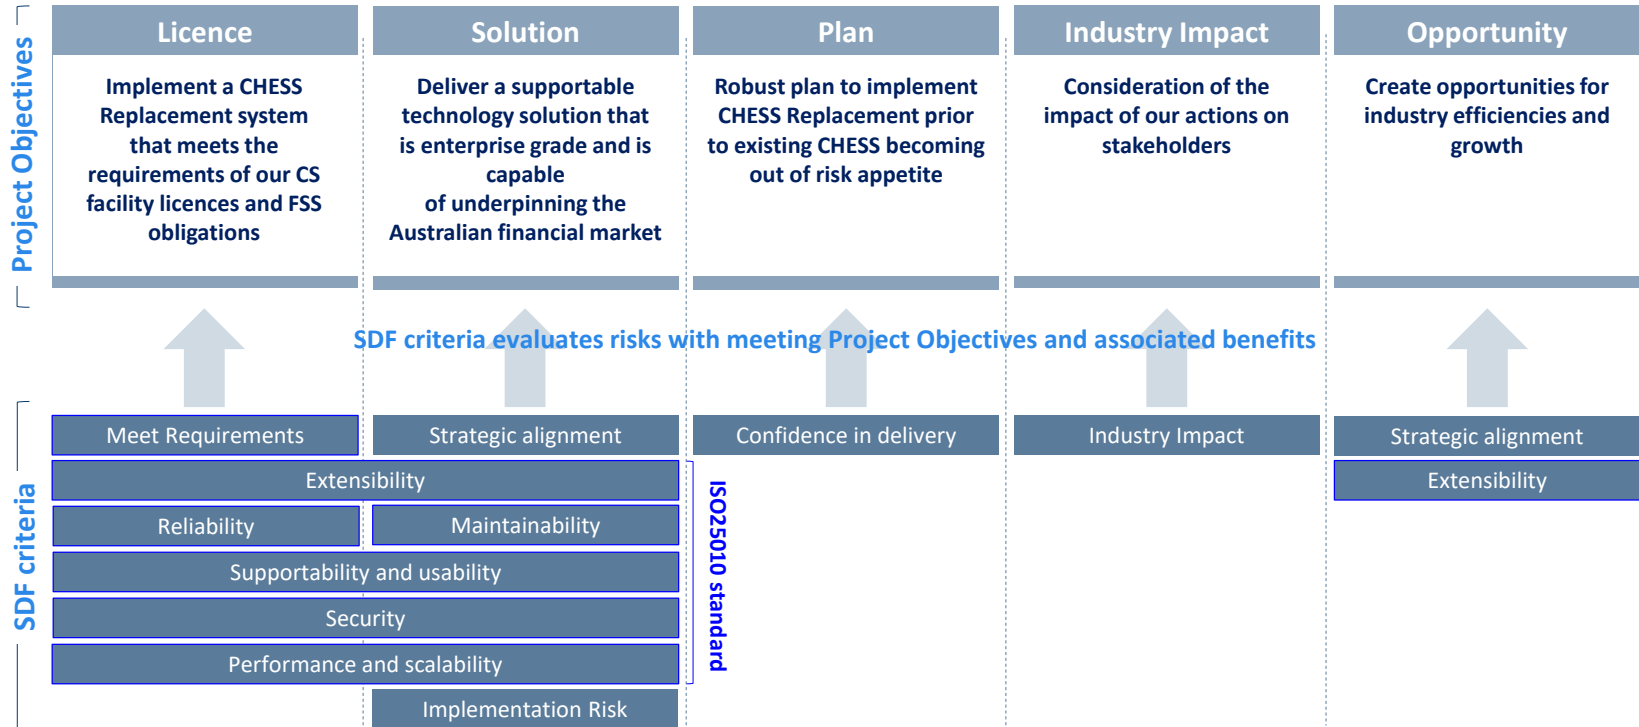 Project Objectives
Licence
Implement a CHESS
Replacement system
that meets the
requirements of our CS
facility licences and FSS
obligations
Solution
Deliver a supportable
technology solution that
is enterprise grade and is
capable
of underpinning the
Australian financial market
Plan
Robust plan to implement
CHESS Replacement prior
to existing CHESS becoming
out of risk appetite
Industry Impact
Consideration of the
impact of our actions on
stakeholders
Opportunity
Create opportunities for
industry efficiencies and
growth
SDF criteria evaluates risks with meeting Project Objectives and associated benefits
SDF criteria
Meet Requirements
Strategic alignment
Confidence in delivery
Industry Impact
Strategic alignment
Extensibility
Extensibility
Reliability
Maintainability
Supportability and usability
Security
Performance and scalability
Implementation Risk
ISO25010 standard